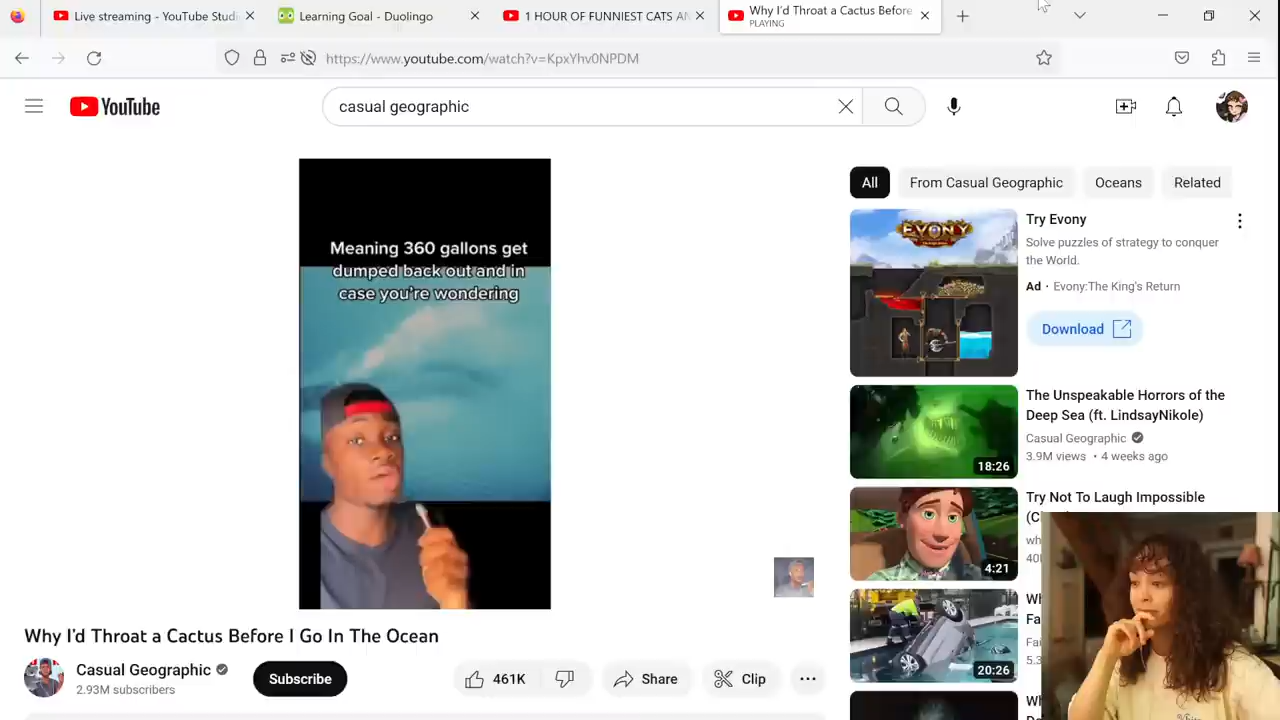 Live streaming - YouTube Studi
Learning Goal - Duolingo
1 HOUR OF FUNNIEST CATS AN
Why I'd Throat a Cactus Before
PLAYING
https://www.youtube.com/watch?v=KpxYhv0NPDM
YouTube
casual geographic
Meaning 360 gallons get
dumped back out and in
case you're wondering
Why I'd Throat a Cactus Before I Go In The Ocean
Casual Geographic
2.93M subscribers
Subscribe
461K
Share
Clip
All
From Casual Geographic
Oceans
Related
EVONY
Try Evony
Solve puzzles of strategy to conquer
the World.
Ad · Evony:The King's Return
Download
The Unspeakable Horrors of the
Deep Sea (ft. LindsayNikole)
Casual Geographic
3.9M views • 4 weeks ago
18:26
Try Not To Laugh Impossible
4:21
20:26